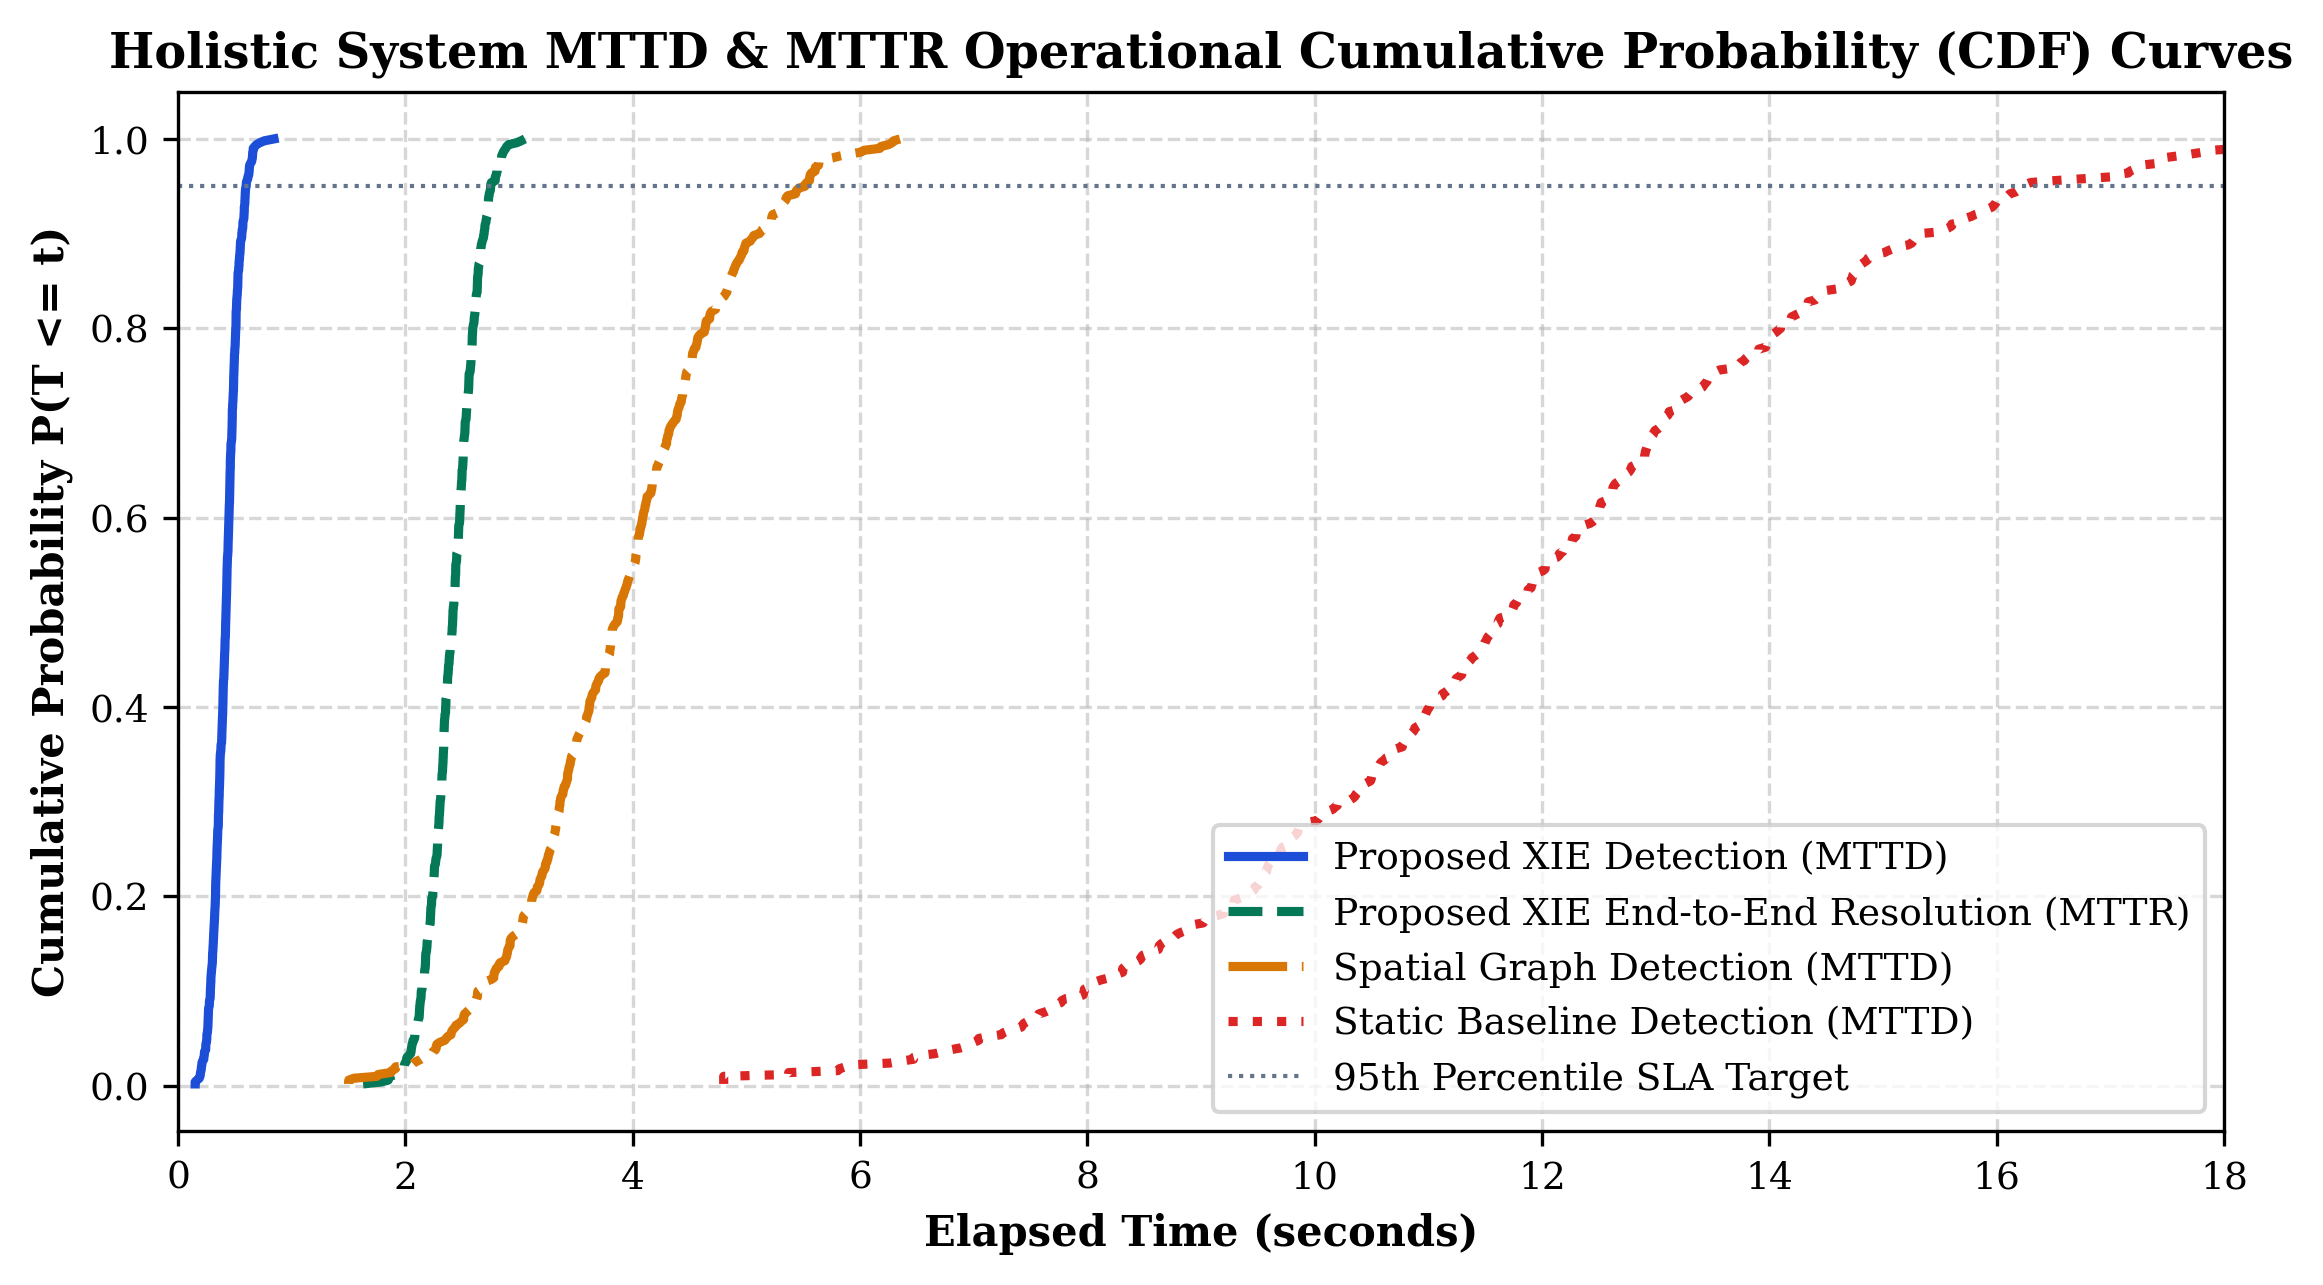 Holistic System MTTD & MTTR Operational Cumulative Probability (CDF) Curves
Cumulative Probability P(T <= t)
1.0
0.8
0.6
0.4
0.2
0.0
Proposed XIE Detection (MTTD)
Proposed XIE End-to-End Resolution (MTTR)
Spatial Graph Detection (MTTD)
Static Baseline Detection (MTTD)
95th Percentile SLA Target
0 2 4 6 8 10 12 14 16 18
Elapsed Time (seconds)